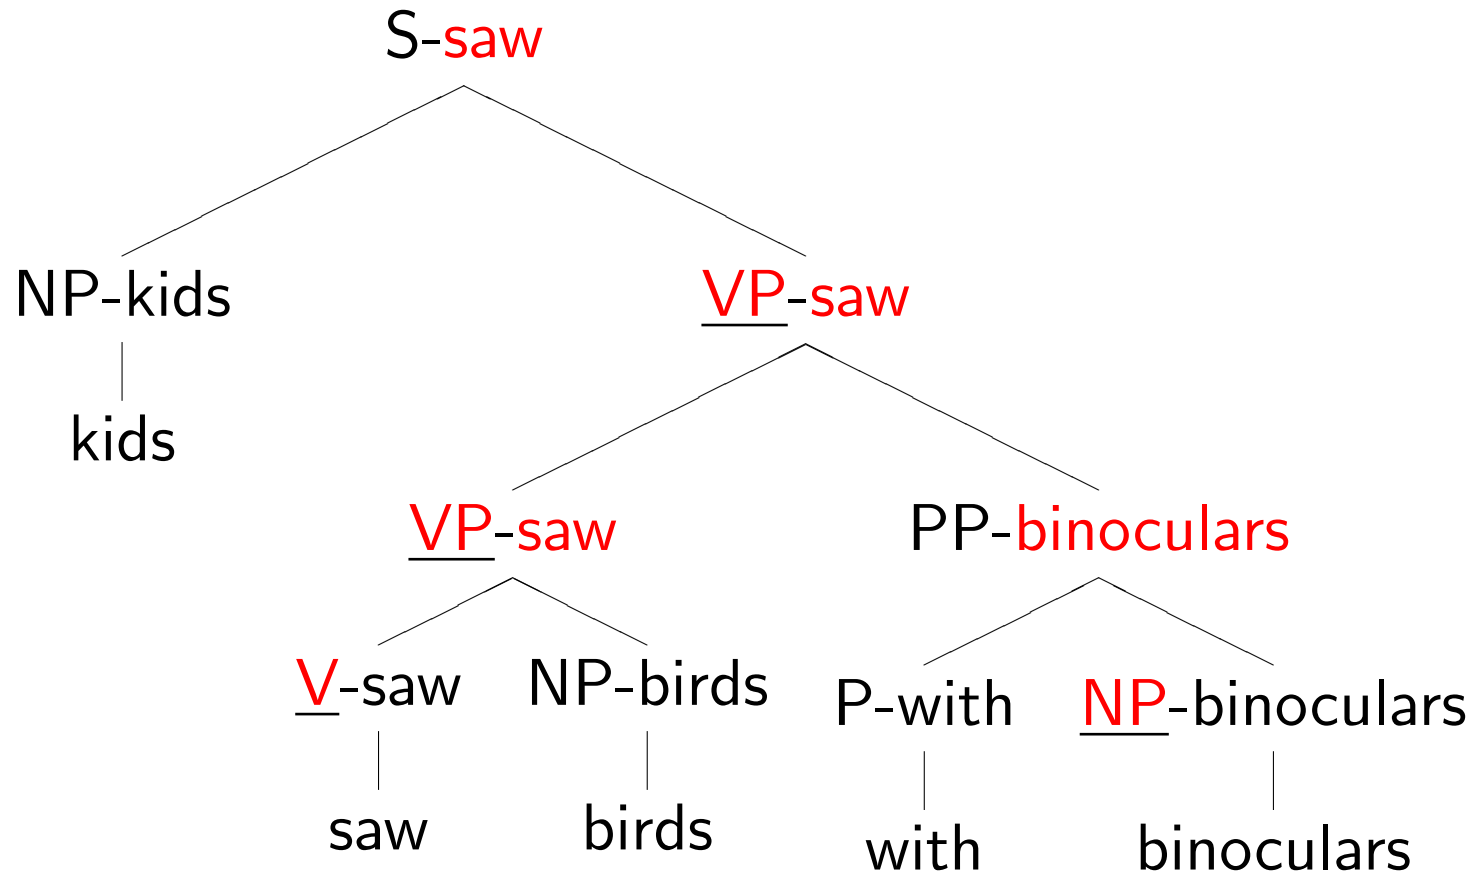 S-saw
NP-kids VP-saw
kids
VP-saw PP-binoculars
V-saw NP-birds P-with NP-binoculars
saw birds with binoculars